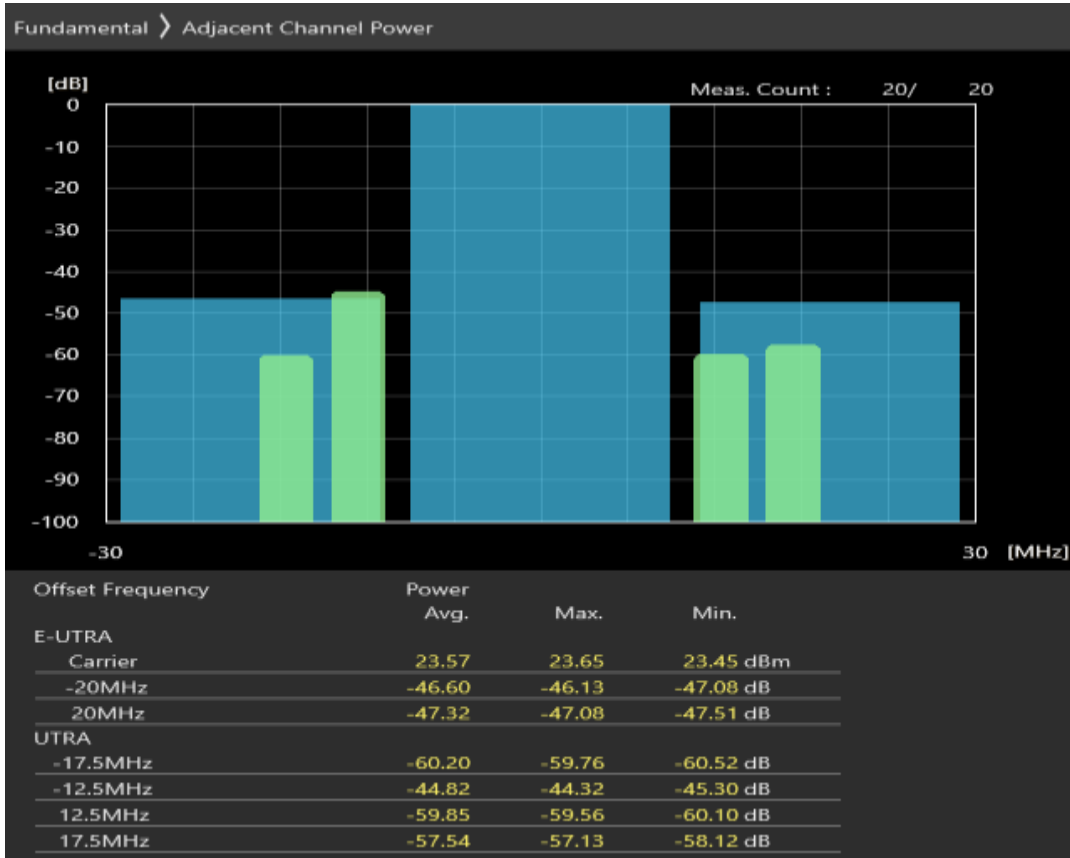 Fundamental 〉 Adjacent Channel Power
[dB]
Meas. Count : 20/ 20
0
-10
-20
-30
-40
-50
-60
-70
-80
-90
-100
-30 30 [MHz]
Offset Frequency Power
Avg. Max. Min.
E-UTRA
Carrier 23.57 23.65 23.45 dBm
-20MHz -46.60 -46.13 -47.08 dB
20MHz -47.32 -47.08 -47.51 dB
UTRA
-17.5MHz -60.20 -59.76 -60.52 dB
-12.5MHz -44.82 -44.32 -45.30 dB
12.5MHz -59.85 -59.56 -60.10 dB
17.5MHz -57.54 -57.13 -58.12 dB